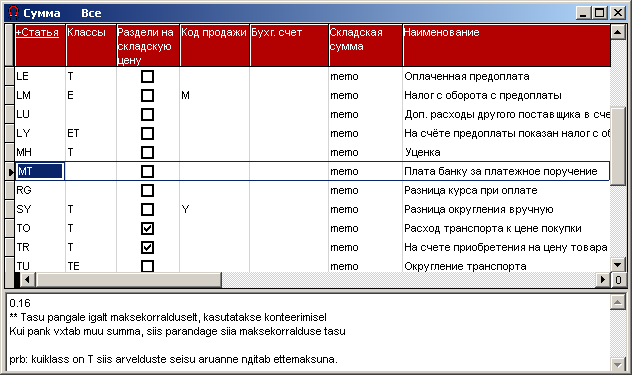 Сумма Все
+Статья Классы Раздели на складскую цену Код продажи Бухг. счет Складская сумма Наименование
LE T memo Оплаченная предоплата
LM E M memo Налог с оборота с предоплаты
LU memo Доп. расходы другого поставщика в сче
LY ET memo На счёте предоплаты показан налог с об
MH T memo Уценка
MT memo Плата банку за платежное поручение
RG memo Разница курса при оплате
SY T Y memo Разница округления вручную
TO T memo Расход транспорта к цене покупки
TR T memo На счете приобретения на цену товара
TU TE memo Округление транспорта
0
0.16
** Tasu pangale igalt maksekorralduselt, kasutatakse konteerimisel
Kui pank vxtab muu summa, siis parandage siia maksekorralduse tasu
prb: kuiklass on T siis arvelduste seisu aruanne nдitab ettemaksuna.